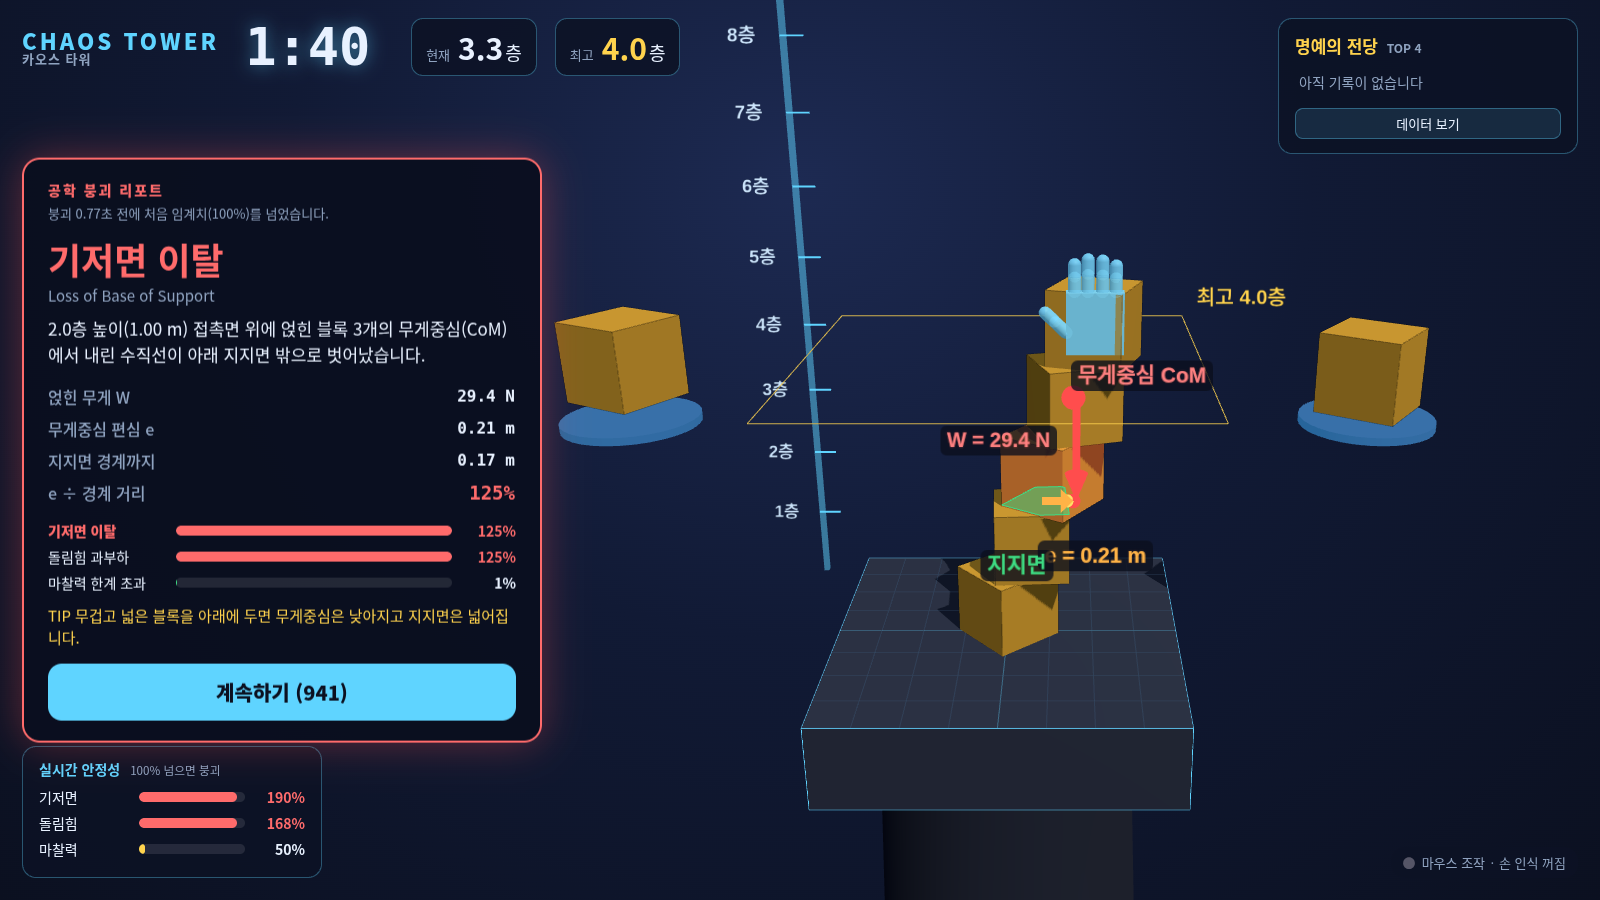 CHAOS TOWER
카오스 타워
1:40
현재 3.3층
최고 4.0층
명예의 전당 TOP 4
아직 기록이 없습니다
데이터 보기
공학 붕괴 리포트
붕괴 0.77초 전에 처음 임계치(100%)를 넘었습니다.
기저면 이탈
Loss of Base of Support
2.0층 높이(1.00 m) 접촉면 위에 얹힌 블록 3개의 무게중심(CoM)
에서 내린 수직선이 아래 지지면 밖으로 벗어났습니다.
얹힌 무게 W 29.4 N
무게중심 편심 e 0.21 m
지지면 경계까지 0.17 m
e ÷ 경계 거리 125%
기저면 이탈 125%
돌림힘 과부하 125%
마찰력 한계 초과 1%
TIP 무겁고 넓은 블록을 아래에 두면 무게중심은 낮아지고 지지면은 넓어집
니다.
계속하기 (941)
실시간 안정성 100% 넘으면 붕괴
기저면 190%
돌림힘 168%
마찰력 50%
8층
7층
6층
5층
4층
3층
2층
1층
최고 4.0층
무게중심 CoM
W = 29.4 N
e = 0.21 m
지지면
마우스 조작 · 손 인식 꺼짐